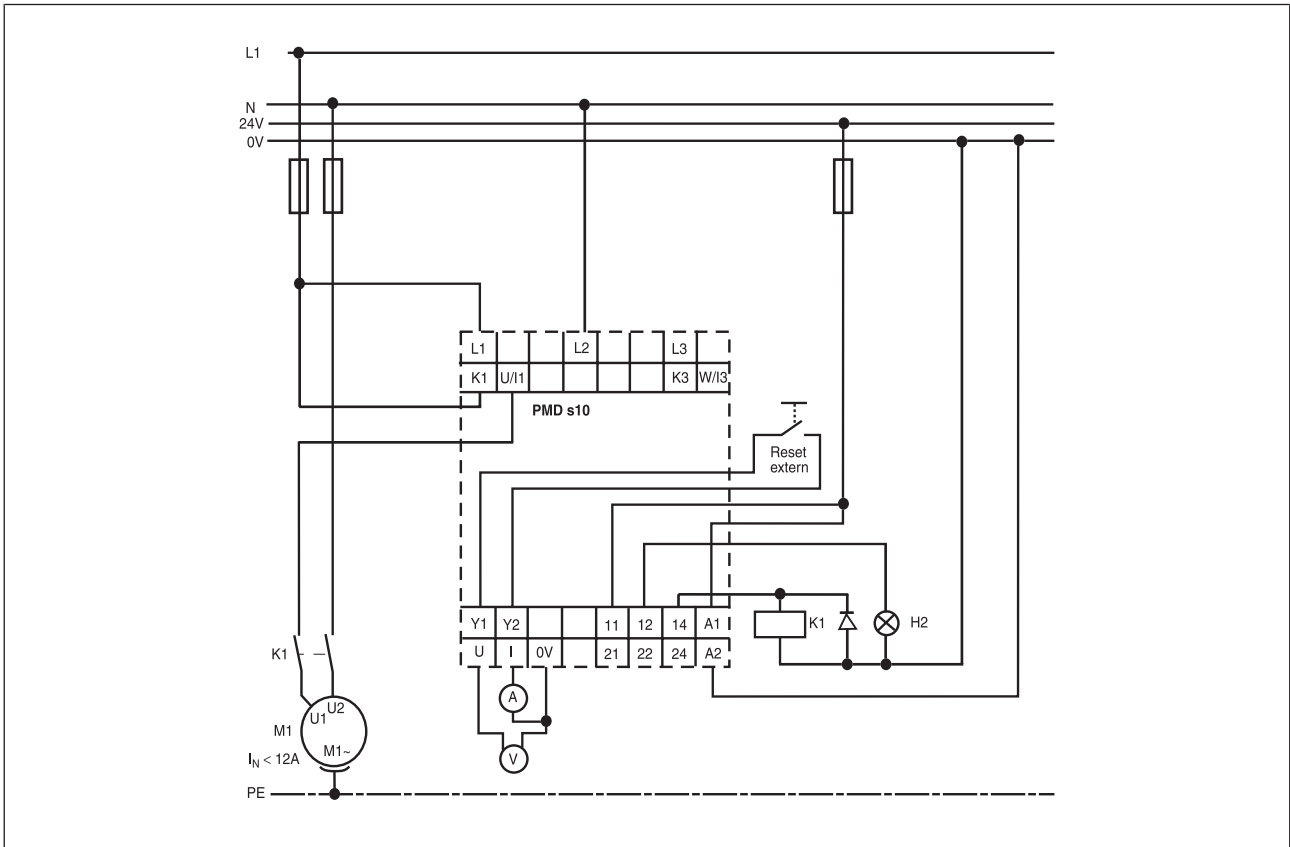 L1
N
24V
0V
L1 L2 L3
K1 U/I1 K3 W/I3
PMD s10
Reset
extern
Y1 Y2 11 12 14 A1
U I 0V 21 22 24 A2
K1 H2
K1
A
U1 U2
M1
M1~
V
I_N < 12A
PE